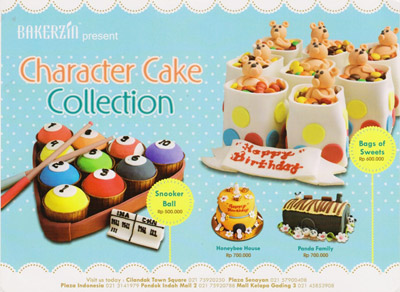 BAKERZIN present
Character Cake
Collection
Happy
Birthday
Bags of
Sweets
Rp 600.000
Snooker
Ball
Rp 500.000
Honeybee House
Rp 700.000
Panda Family
Rp 700.000
Visit us today : Cilandak Town Square
Plaza Senayan
Plaza Indonesia
Pondok Indah Mall 2
Mall Kelapa Gading 3